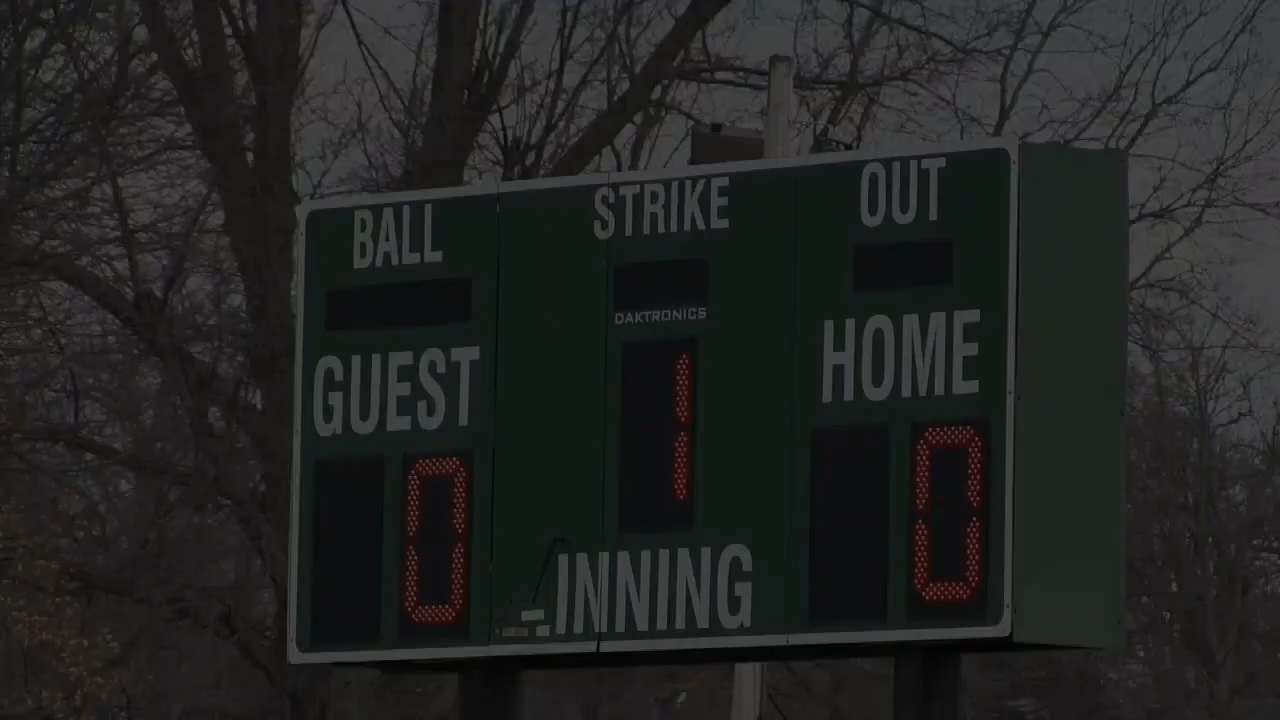 BALL STRIKE OUT
DAKTRONICS
GUEST 1 HOME
0 0
INNING